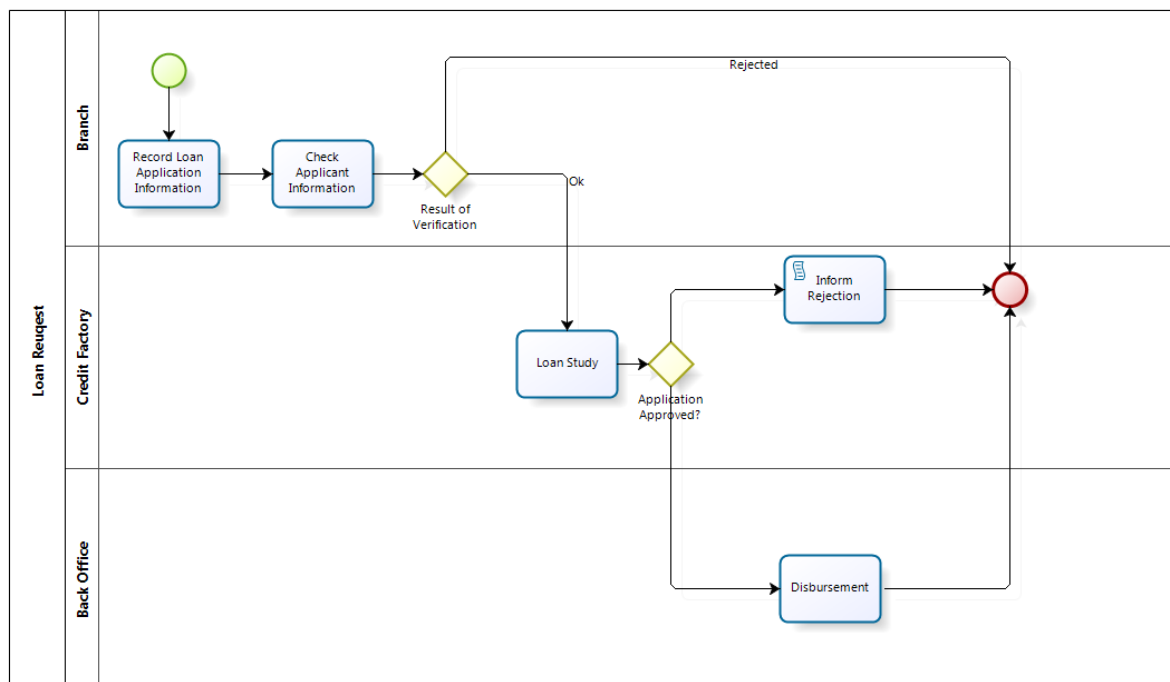 Loan Reuqest
Branch
Record Loan
Application
Information
Check
Applicant
Information
Result of
Verification
Rejected
Ok
Credit Factory
Loan Study
Application
Approved?
Inform
Rejection
Back Office
Disbursement